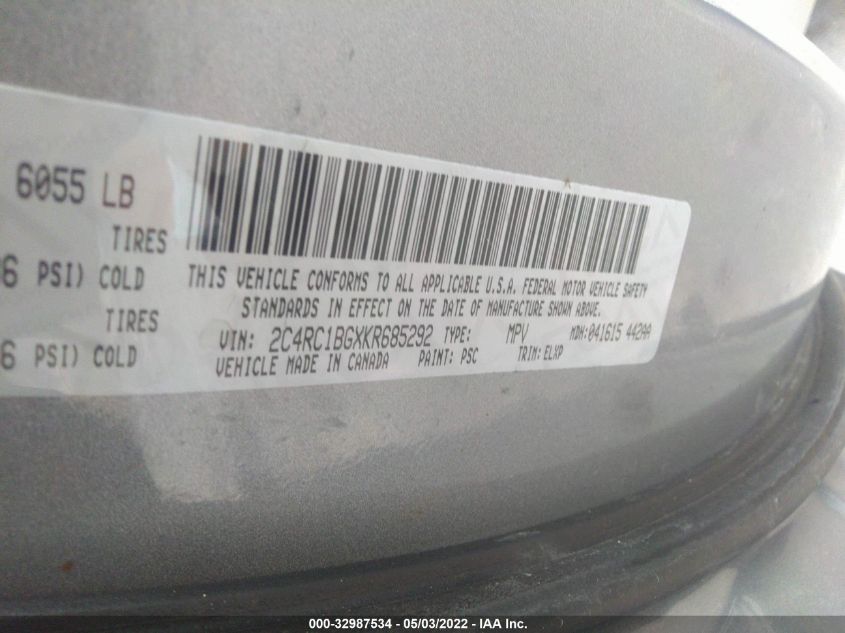 6055 LB
TIRES
6 PSI) COLD
TIRES
6 PSI) COLD
THIS VEHICLE CONFORMS TO ALL APPLICABLE U.S.A. FEDERAL MOTOR VEHICLE SAFETY
STANDARDS IN EFFECT ON THE DATE OF MANUFACTURE SHOWN ABOVE.
VIN: 2C4RC1BGXKR685292 TYPE: MPV MDH: 041615 442AA
VEHICLE MADE IN CANADA PAINT: PSC TRIM: ELXP
000-32987534 - 05/03/2022 - IAA Inc.